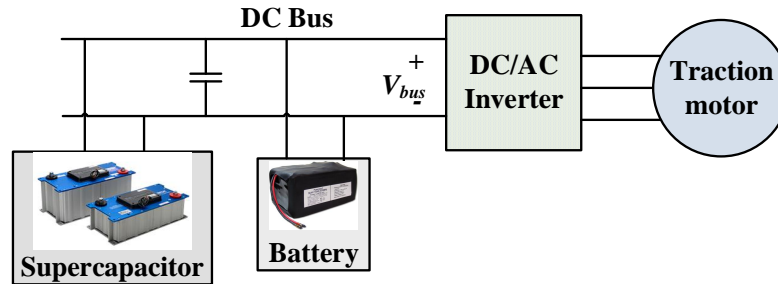 DC Bus
+
V_bus
-
DC/AC
Inverter
Traction
motor
Supercapacitor
Battery